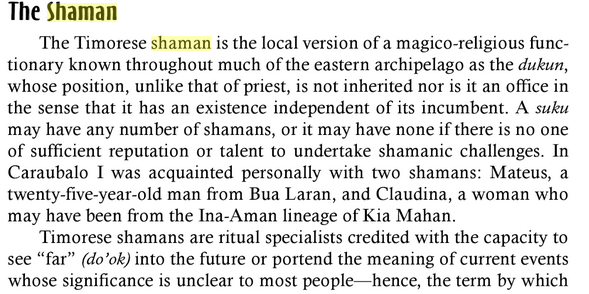 The Shaman
The Timorese shaman is the local version of a magico-religious func-
tionary known throughout much of the eastern archipelago as the dukun,
whose position, unlike that of priest, is not inherited nor is it an office in
the sense that it has an existence independent of its incumbent. A suku
may have any number of shamans, or it may have none if there is no one
of sufficient reputation or talent to undertake shamanic challenges. In
Caraubalo I was acquainted personally with two shamans: Mateus, a
twenty-five-year-old man from Bua Laran, and Claudina, a woman who
may have been from the Ina-Aman lineage of Kia Mahan.
Timorese shamans are ritual specialists credited with the capacity to
see “far” (do’ok) into the future or portend the meaning of current events
whose significance is unclear to most people—hence, the term by which